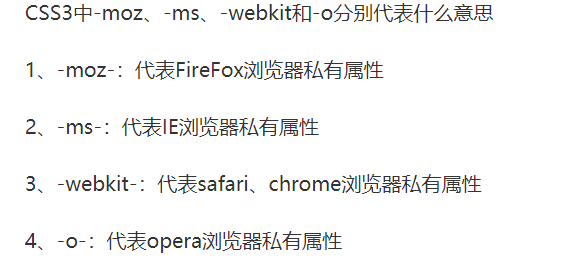 CSS3中-moz、-ms、-webkit和-o分别代表什么意思
1、-moz-：代表FireFox浏览器私有属性
2、-ms-：代表IE浏览器私有属性
3、-webkit-：代表safari、chrome浏览器私有属性
4、-o-：代表opera浏览器私有属性